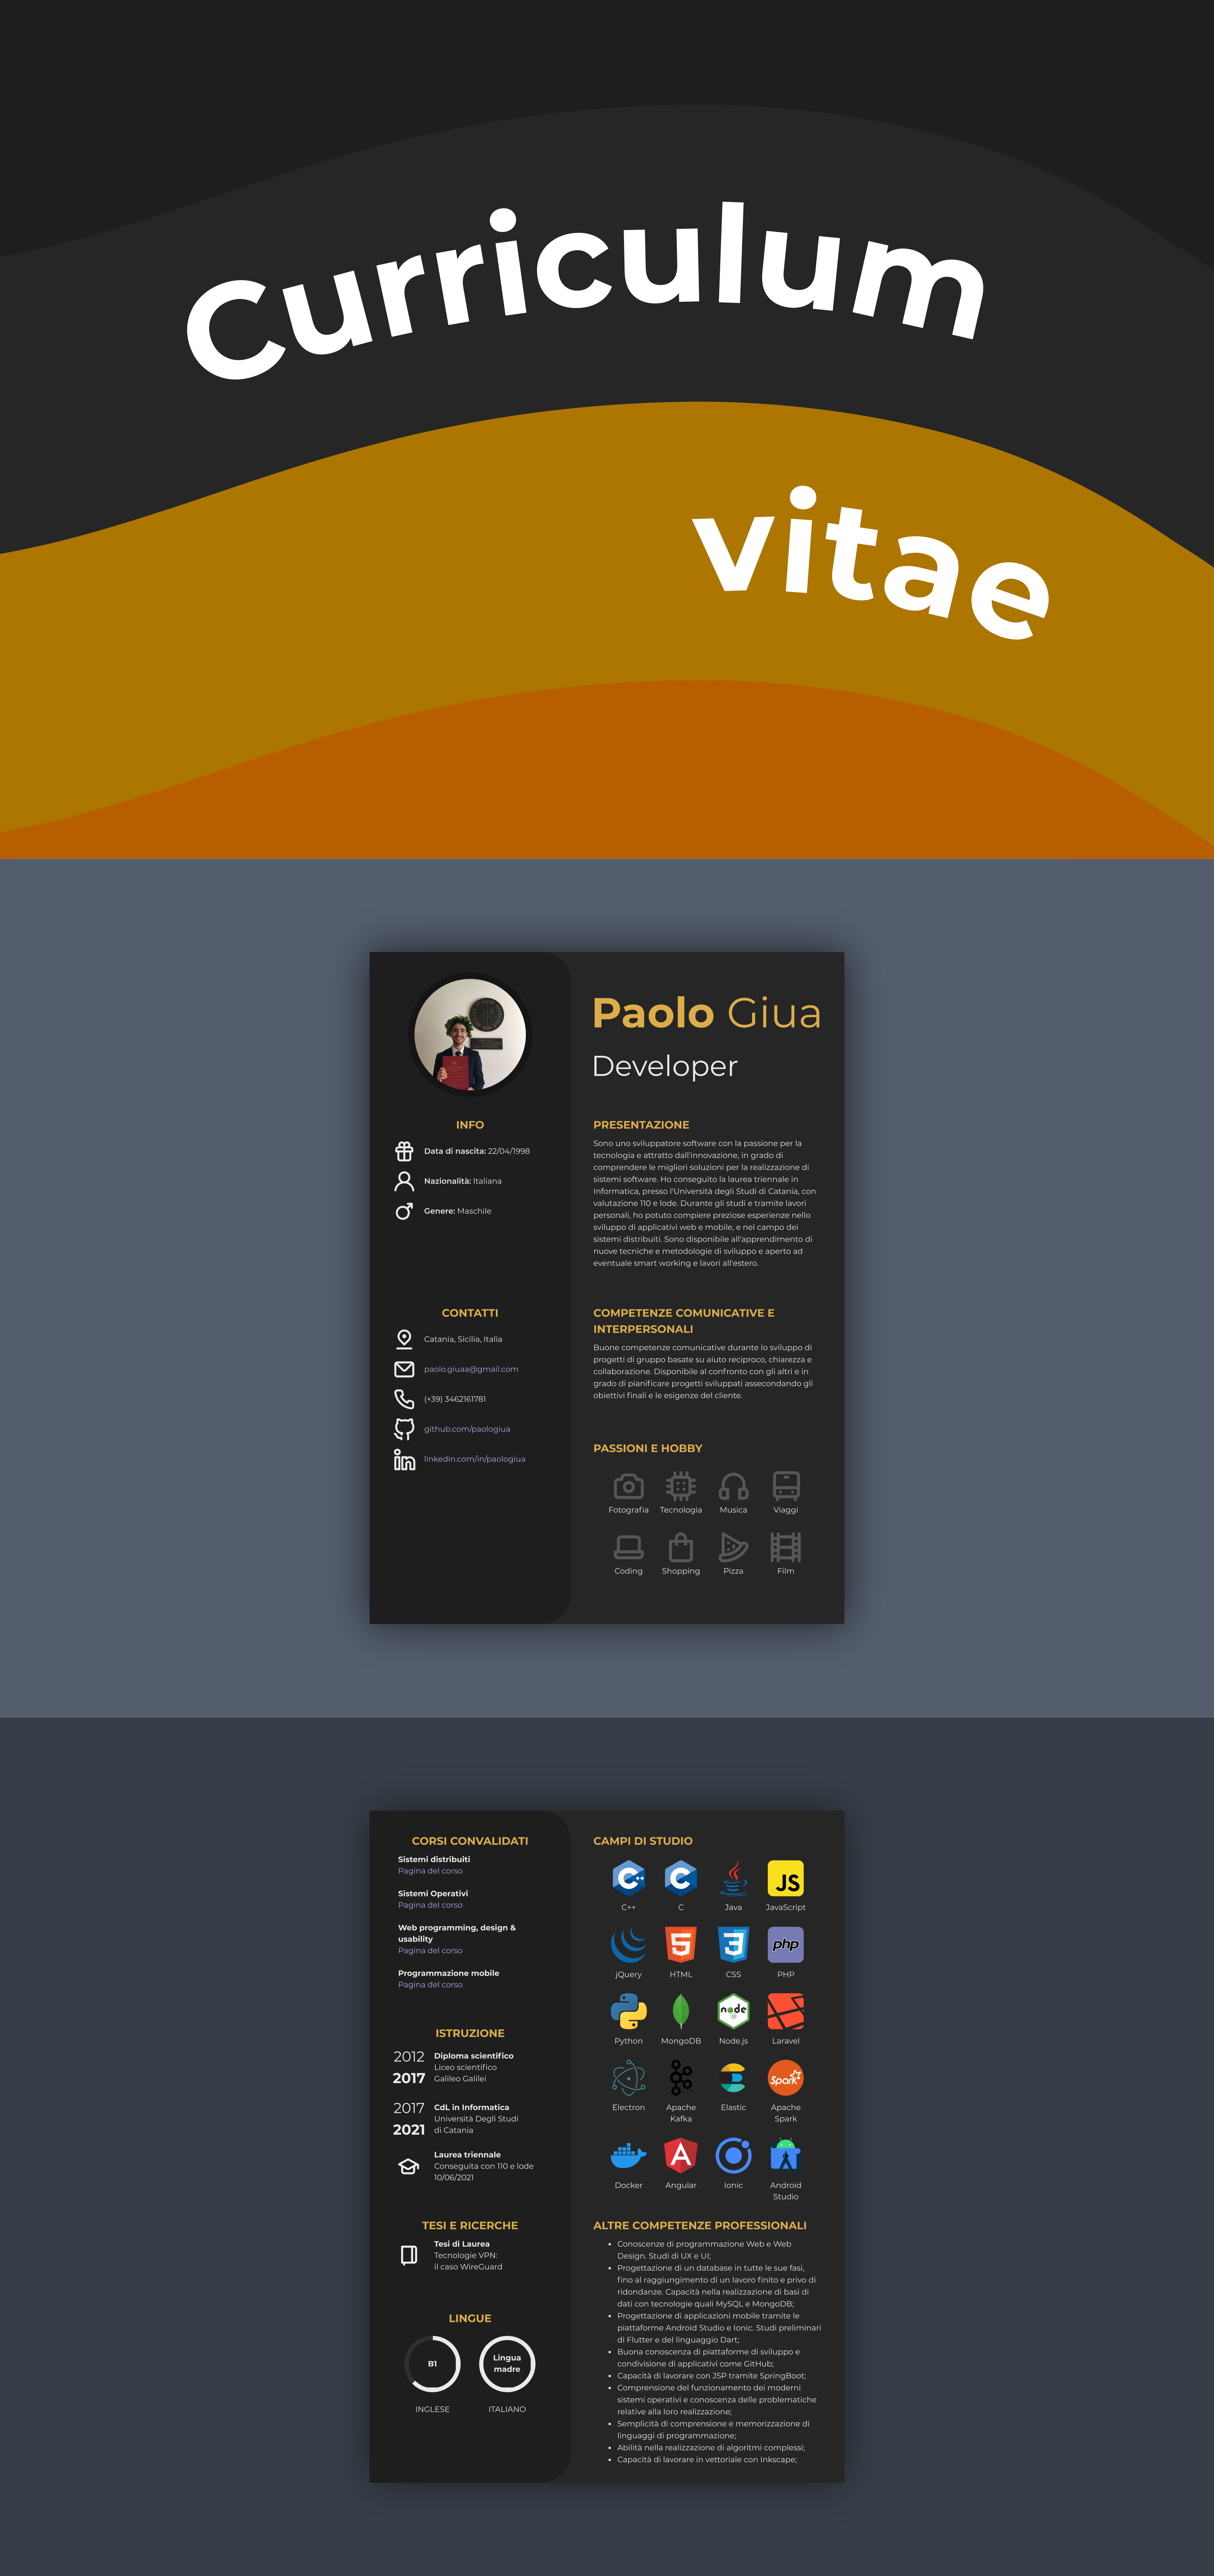 Curriculum
vitae
Paolo Giua
Developer
INFO
Data di nascita: 22/04/1998
Nazionalità: Italiana
Genere: Maschile
CONTATTI
Catania, Sicilia, Italia
paolo.giuaa@gmail.com
(+39) 3462161781
github.com/paologiua
linkedin.com/in/paologiua
PRESENTAZIONE
Sono uno sviluppatore software con la passione per la
tecnologia e attratto dall'innovazione, in grado di
comprendere le migliori soluzioni per la realizzazione di
sistemi software. Ho conseguito la laurea triennale in
Informatica, presso l'Università degli Studi di Catania, con
valutazione 110 e lode. Durante gli studi e tramite lavori
personali, ho potuto compiere preziose esperienze nello
sviluppo di applicativi web e mobile, e nel campo dei
sistemi distribuiti. Sono disponibile all'apprendimento di
nuove tecniche e metodologie di sviluppo e aperto ad
eventuale smart working e lavori all'estero.
COMPETENZE COMUNICATIVE E
INTERPERSONALI
Buone competenze comunicative durante lo sviluppo di
progetti di gruppo basate su aiuto reciproco, chiarezza e
collaborazione. Disponibile al confronto con gli altri e in
grado di pianificare progetti sviluppati assecondando gli
obiettivi finali e le esigenze del cliente.
PASSIONI E HOBBY
Fotografia Tecnologia Musica Viaggi
Coding Shopping Pizza Film
CORSI CONVALIDATI
Sistemi distribuiti
Pagina del corso
Sistemi Operativi
Pagina del corso
Web programming, design &
usability
Pagina del corso
Programmazione mobile
Pagina del corso
ISTRUZIONE
2012
2017
Diploma scientifico
Liceo scientifico
Galileo Galilei
2017
2021
CdL in Informatica
Università Degli Studi
di Catania
Laurea triennale
Conseguita con 110 e lode
10/06/2021
TESI E RICERCHE
Tesi di Laurea
Tecnologie VPN:
il caso WireGuard
LINGUE
B1
INGLESE
Lingua
madre
ITALIANO
CAMPI DI STUDIO
C++ C JS
C++ C Java JavaScript
5 3 php
jQuery HTML CSS PHP
node
JS
Python MongoDB Node.js Laravel
Spark
Electron Apache Kafka Elastic Apache Spark
A
Docker Angular Ionic Android Studio
ALTRE COMPETENZE PROFESSIONALI
• Conoscenze di programmazione Web e Web
Design. Studi di UX e UI;
• Progettazione di un database in tutte le sue fasi,
fino al raggiungimento di un lavoro finito e privo di
ridondanze. Capacità nella realizzazione di basi di
dati con tecnologie quali MySQL e MongoDB;
• Progettazione di applicazioni mobile tramite le
piattaforme Android Studio e Ionic. Studi preliminari
di Flutter e del linguaggio Dart;
• Buona conoscenza di piattaforme di sviluppo e
condivisione di applicativi come GitHub;
• Capacità di lavorare con JSP tramite SpringBoot;
• Comprensione del funzionamento dei moderni
sistemi operativi e conoscenza delle problematiche
relative alla loro realizzazione;
• Semplicità di comprensione e memorizzazione di
linguaggi di programmazione;
• Abilità nella realizzazione di algoritmi complessi;
• Capacità di lavorare in vettoriale con Inkscape;